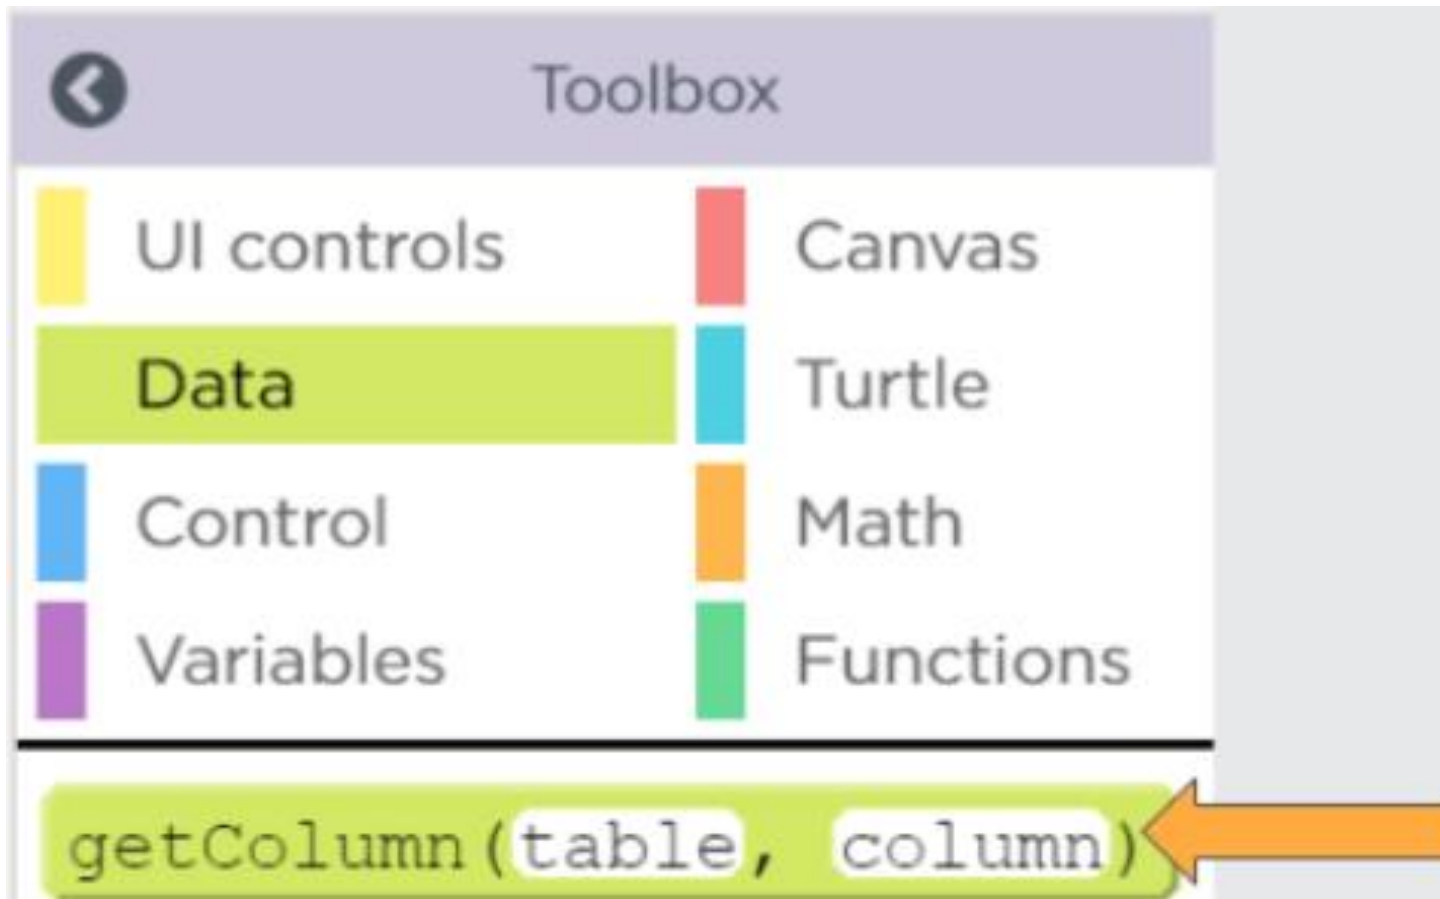 Toolbox
UI controls
Canvas
Data
Turtle
Control
Math
Variables
Functions
getColumn(table, column)